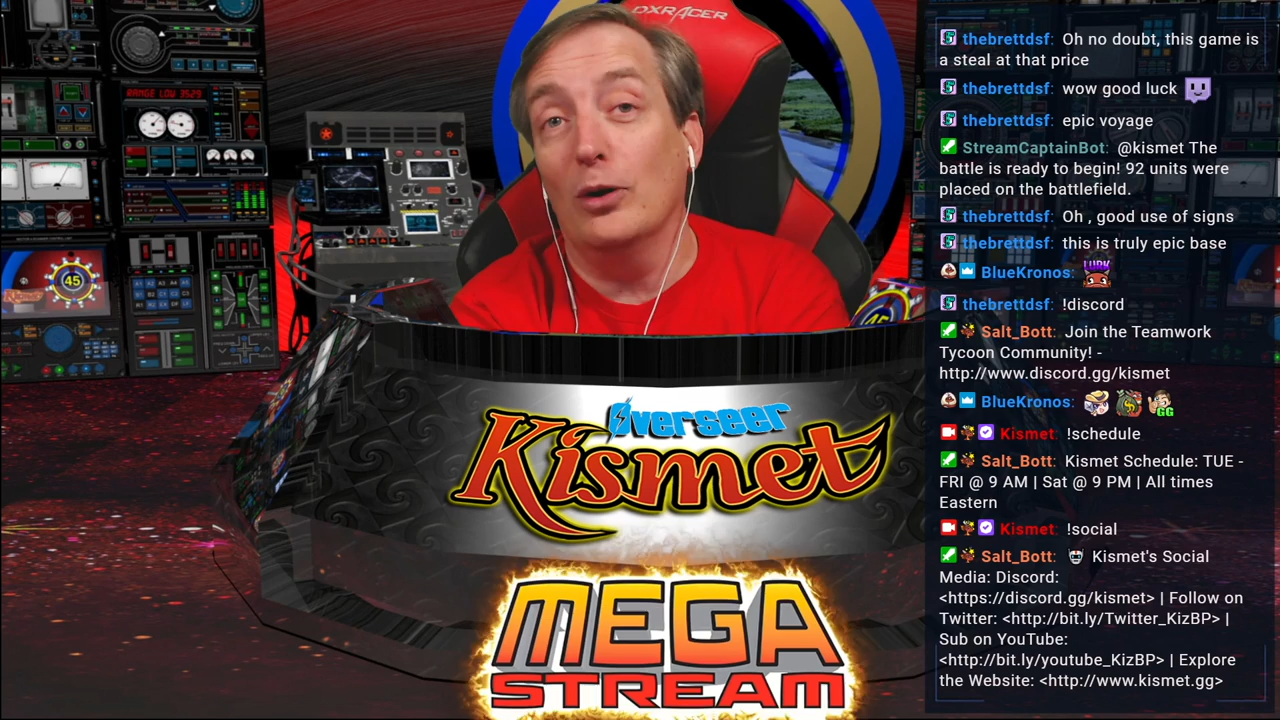 DXRACER
RANGE LOW 3529
45
45
Øverseer
Kismet
MEGA
STREAM
thebrettdsf: Oh no doubt, this game is
a steal at that price
thebrettdsf: wow good luck
thebrettdsf: epic voyage
StreamCaptainBot: @kismet The
battle is ready to begin! 92 units were
placed on the battlefield.
thebrettdsf: Oh , good use of signs
thebrettdsf: this is truly epic base
BlueKronos: LURK
thebrettdsf: !discord
Salt_Bott: Join the Teamwork
Tycoon Community! -
http://www.discord.gg/kismet
BlueKronos: GG
Kismet: !schedule
Salt_Bott: Kismet Schedule: TUE -
FRI @ 9 AM | Sat @ 9 PM | All times
Eastern
Kismet: !social
Salt_Bott: Kismet's Social
Media: Discord:
<https://discord.gg/kismet> | Follow on
Twitter: <http://bit.ly/Twitter_KizBP> |
Sub on YouTube:
<http://bit.ly/youtube_KizBP> | Explore
the Website: <http://www.kismet.gg>